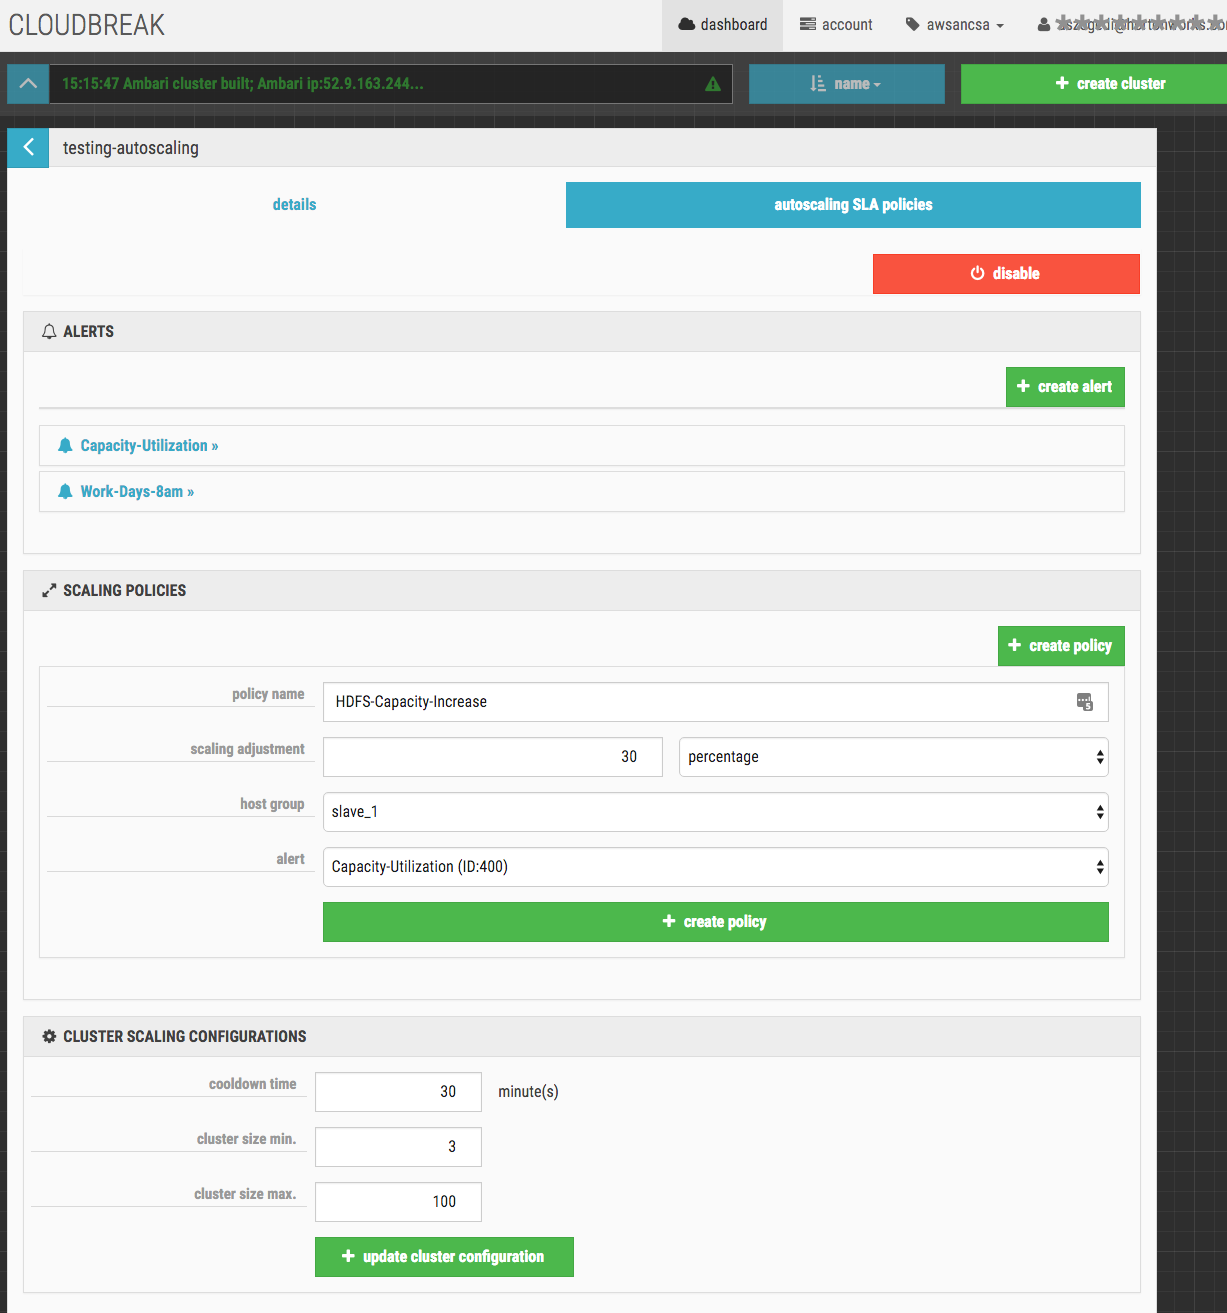 CLOUDBREAK
dashboard
account
awsancsa
15:15:47 Ambari cluster built; Ambari ip:52.9.163.244...
name
+ create cluster
testing-autoscaling
details
autoscaling SLA policies
disable
ALERTS
+ create alert
Capacity-Utilization »
Work-Days-8am »
SCALING POLICIES
+ create policy
policy name HDFS-Capacity-Increase
scaling adjustment 30 percentage
host group slave_1
alert Capacity-Utilization (ID:400)
+ create policy
CLUSTER SCALING CONFIGURATIONS
cooldown time 30 minute(s)
cluster size min. 3
cluster size max. 100
+ update cluster configuration